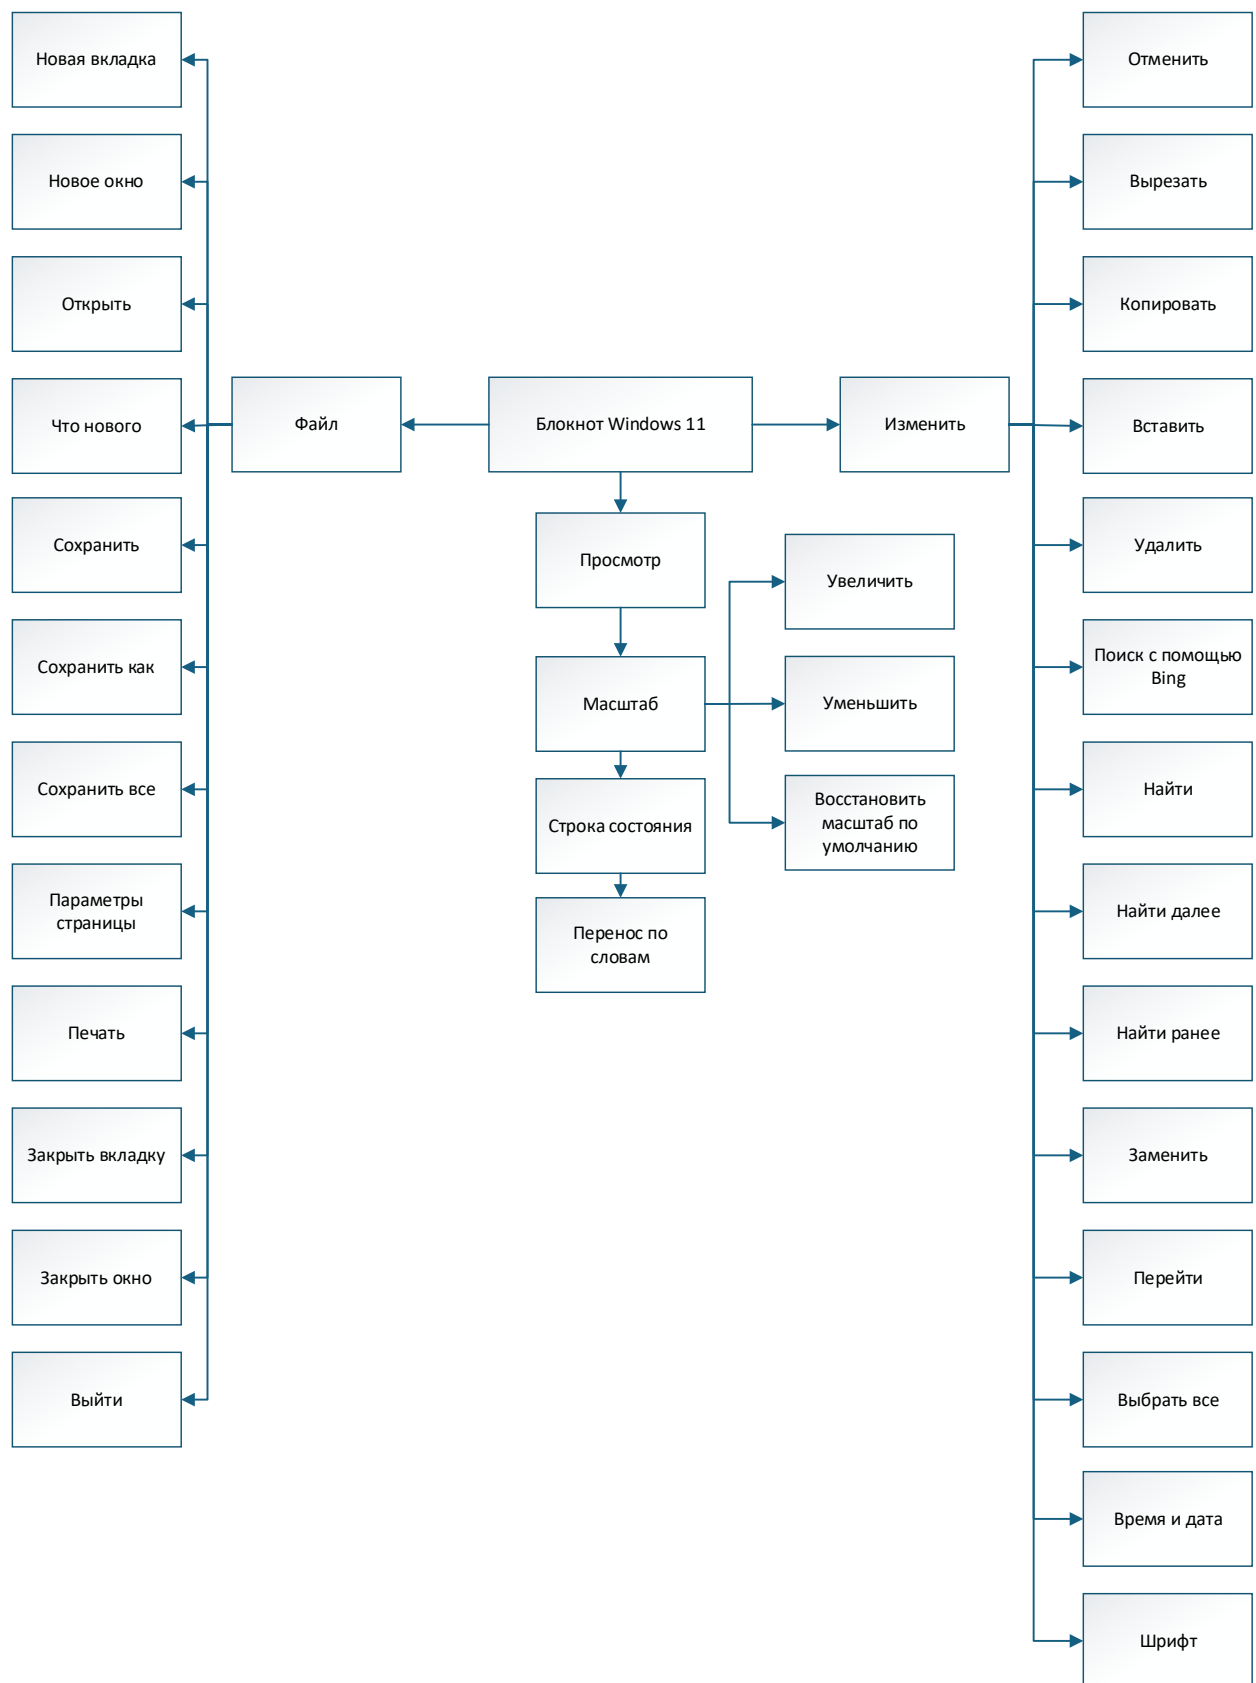 Новая вкладка
Новое окно
Открыть
Что нового
Сохранить
Сохранить как
Сохранить все
Параметры
страницы
Печать
Закрыть вкладку
Закрыть окно
Выйти
Файл
Блокнот Windows 11
Изменить
Просмотр
Масштаб
Строка состояния
Перенос по
словам
Увеличить
Уменьшить
Восстановить
масштаб по
умолчанию
Отменить
Вырезать
Копировать
Вставить
Удалить
Поиск с помощью
Bing
Найти
Найти далее
Найти ранее
Заменить
Перейти
Выбрать все
Время и дата
Шрифт